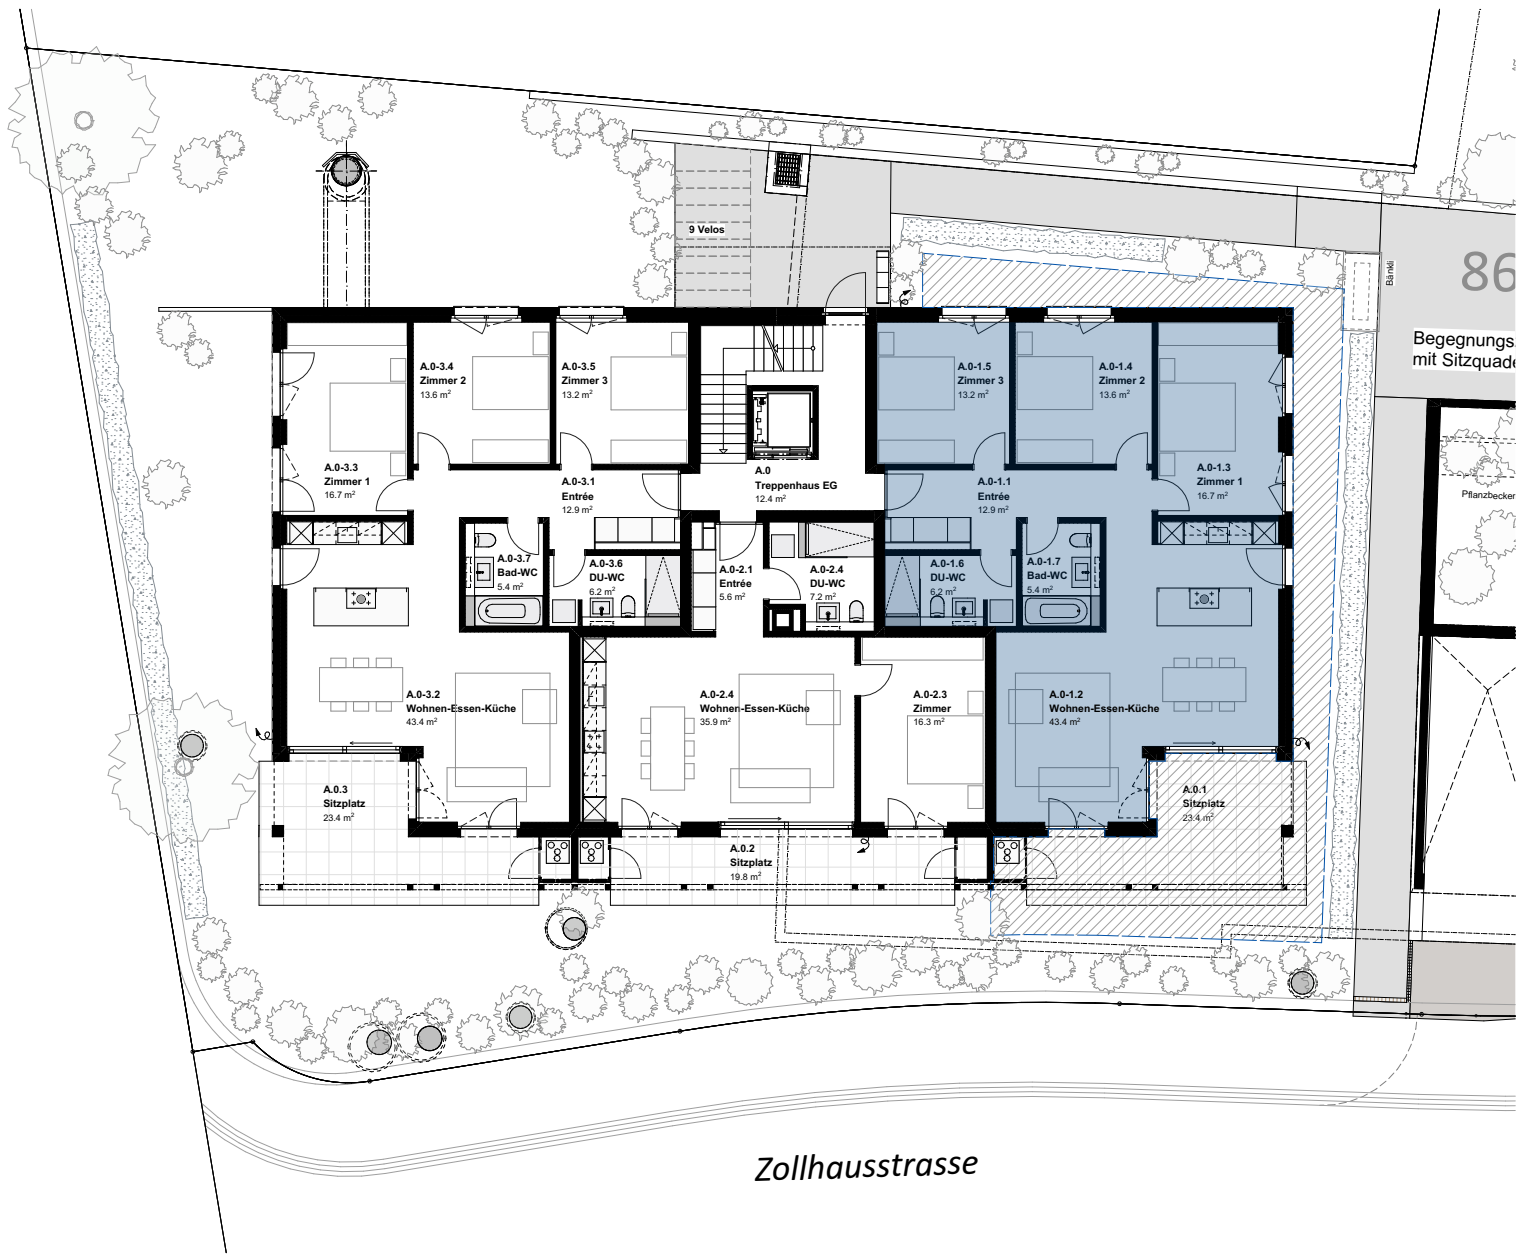 9 Velos
Bänkli
86
Begegnungs
mit Sitzquade
A.0-3.4
Zimmer 2
13.6 m²
A.0-3.5
Zimmer 3
13.2 m²
A.0-1.5
Zimmer 3
13.2 m²
A.0-1.4
Zimmer 2
13.6 m²
A.0-3.3
Zimmer 1
16.7 m²
A.0-3.1
Entrée
12.9 m²
A.0
Treppenhaus EG
12.4 m²
A.0-1.1
Entrée
12.9 m²
A.0-1.3
Zimmer 1
16.7 m²
Pflanzbecken
A.0-3.7
Bad-WC
5.4 m²
A.0-3.6
DU-WC
6.2 m²
A.0-2.1
Entrée
5.6 m²
A.0-2.4
DU-WC
7.2 m²
A.0-1.6
DU-WC
6.2 m²
A.0-1.7
Bad-WC
5.4 m²
A.0-3.2
Wohnen-Essen-Küche
43.4 m²
A.0-2.4
Wohnen-Essen-Küche
35.9 m²
A.0-2.3
Zimmer
16.3 m²
A.0-1.2
Wohnen-Essen-Küche
43.4 m²
A.0.3
Sitzplatz
23.4 m²
A.0.1
Sitzplatz
23.4 m²
A.0.2
Sitzplatz
19.8 m²
Zollhausstrasse